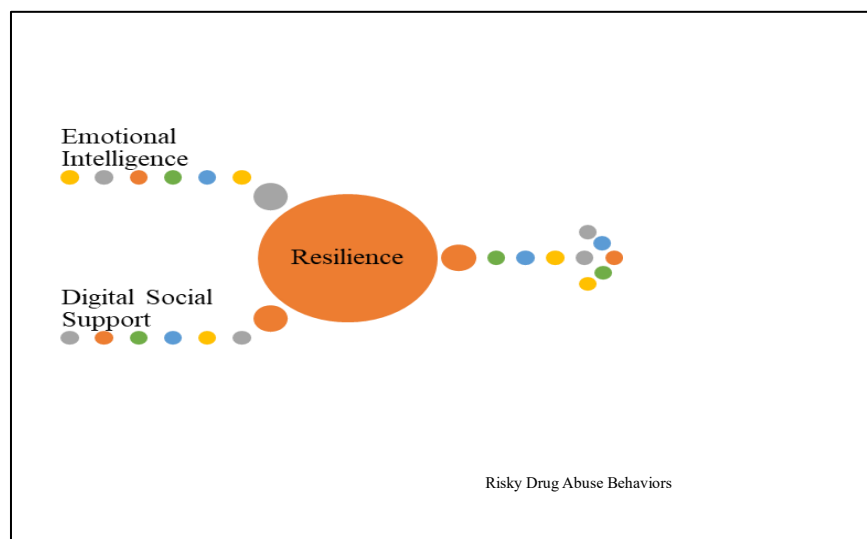 Emotional
Intelligence
Resilience
Digital Social
Support
Risky Drug Abuse Behaviors